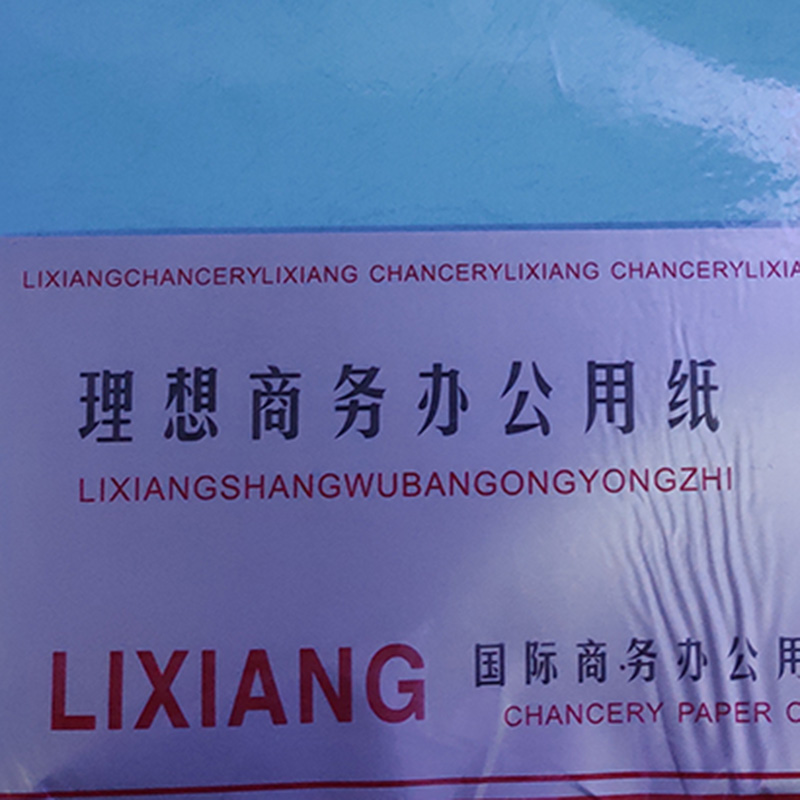 LIXIANGCHANCERYLIXIANG CHANCERYLIXIANG CHANCERYLIXIA
理想商务办公用纸
LIXIANGSHANGWUBANGONGYONGZHI
LIXIANG
国际商务办公用
CHANCERY PAPER